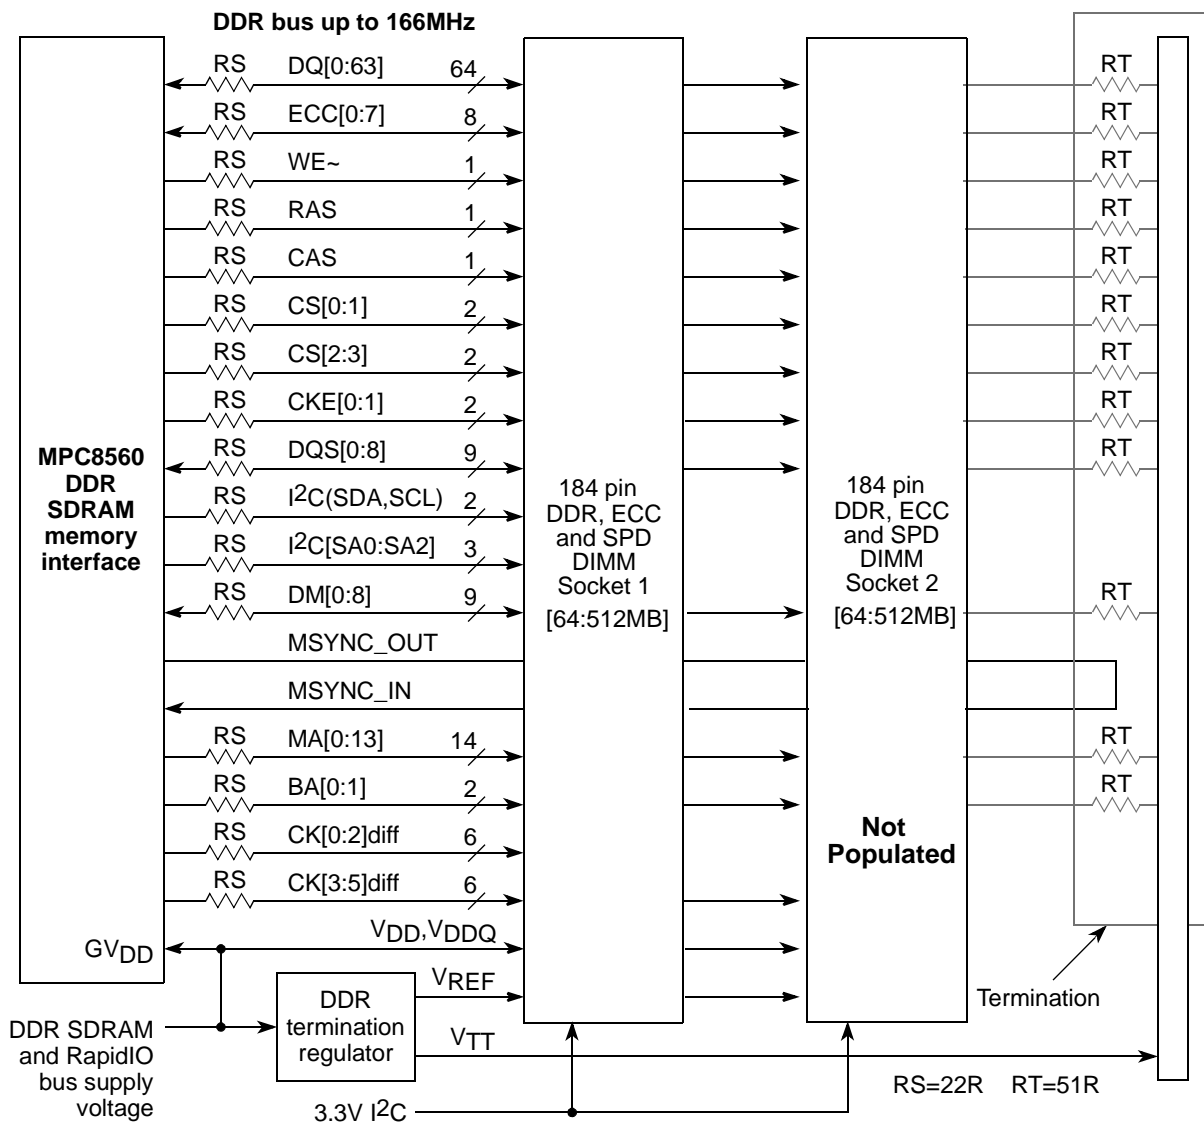 DDR bus up to 166MHz
RS DQ[0:63] 64 RT
RS ECC[0:7] 8 RT
RS WE~ 1 RT
RS RAS 1 RT
RS CAS 1 RT
RS CS[0:1] 2 RT
RS CS[2:3] 2 RT
RS CKE[0:1] 2 RT
RS DQS[0:8] 9 RT
RS I2C(SDA,SCL) 2
RS I2C[SA0:SA2] 3
RS DM[0:8] 9 RT
MSYNC_OUT
MSYNC_IN
RS MA[0:13] 14 RT
RS BA[0:1] 2 RT
RS CK[0:2]diff 6
RS CK[3:5]diff 6
MPC8560
DDR
SDRAM
memory
interface
184 pin
DDR, ECC
and SPD
DIMM
Socket 1
[64:512MB]
184 pin
DDR, ECC
and SPD
DIMM
Socket 2
[64:512MB]
Not
Populated
GVDD
VDD,VDDQ
VREF
VTT
DDR
termination
regulator
Termination
DDR SDRAM
and RapidIO
bus supply
voltage
3.3V I2C
RS=22R RT=51R